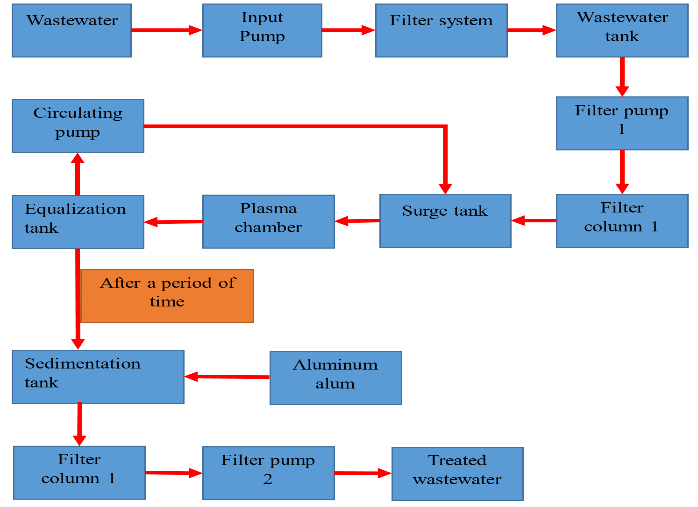 Wastewater
Input
Pump
Filter system
Wastewater
tank
Circulating
pump
Filter pump
1
Equalization
tank
Plasma
chamber
Surge tank
Filter
column 1
After a period of
time
Sedimentation
tank
Aluminum
alum
Filter
column 1
Filter pump
2
Treated
wastewater